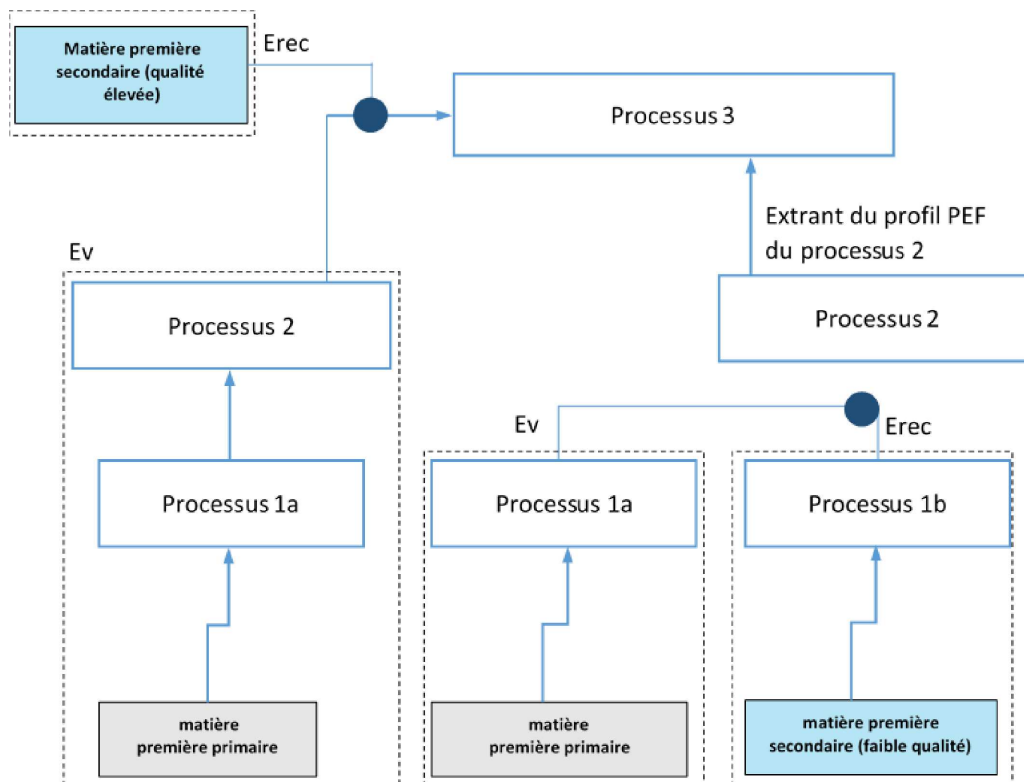 Matière première
secondaire (qualité
élevée)
Erec
Processus 3
Extrant du profil PEF
du processus 2
Ev
Processus 2
Processus 2
Ev
Erec
Processus 1a
Processus 1a
Processus 1b
matière
première primaire
matière
première primaire
matière première
secondaire (faible qualité)